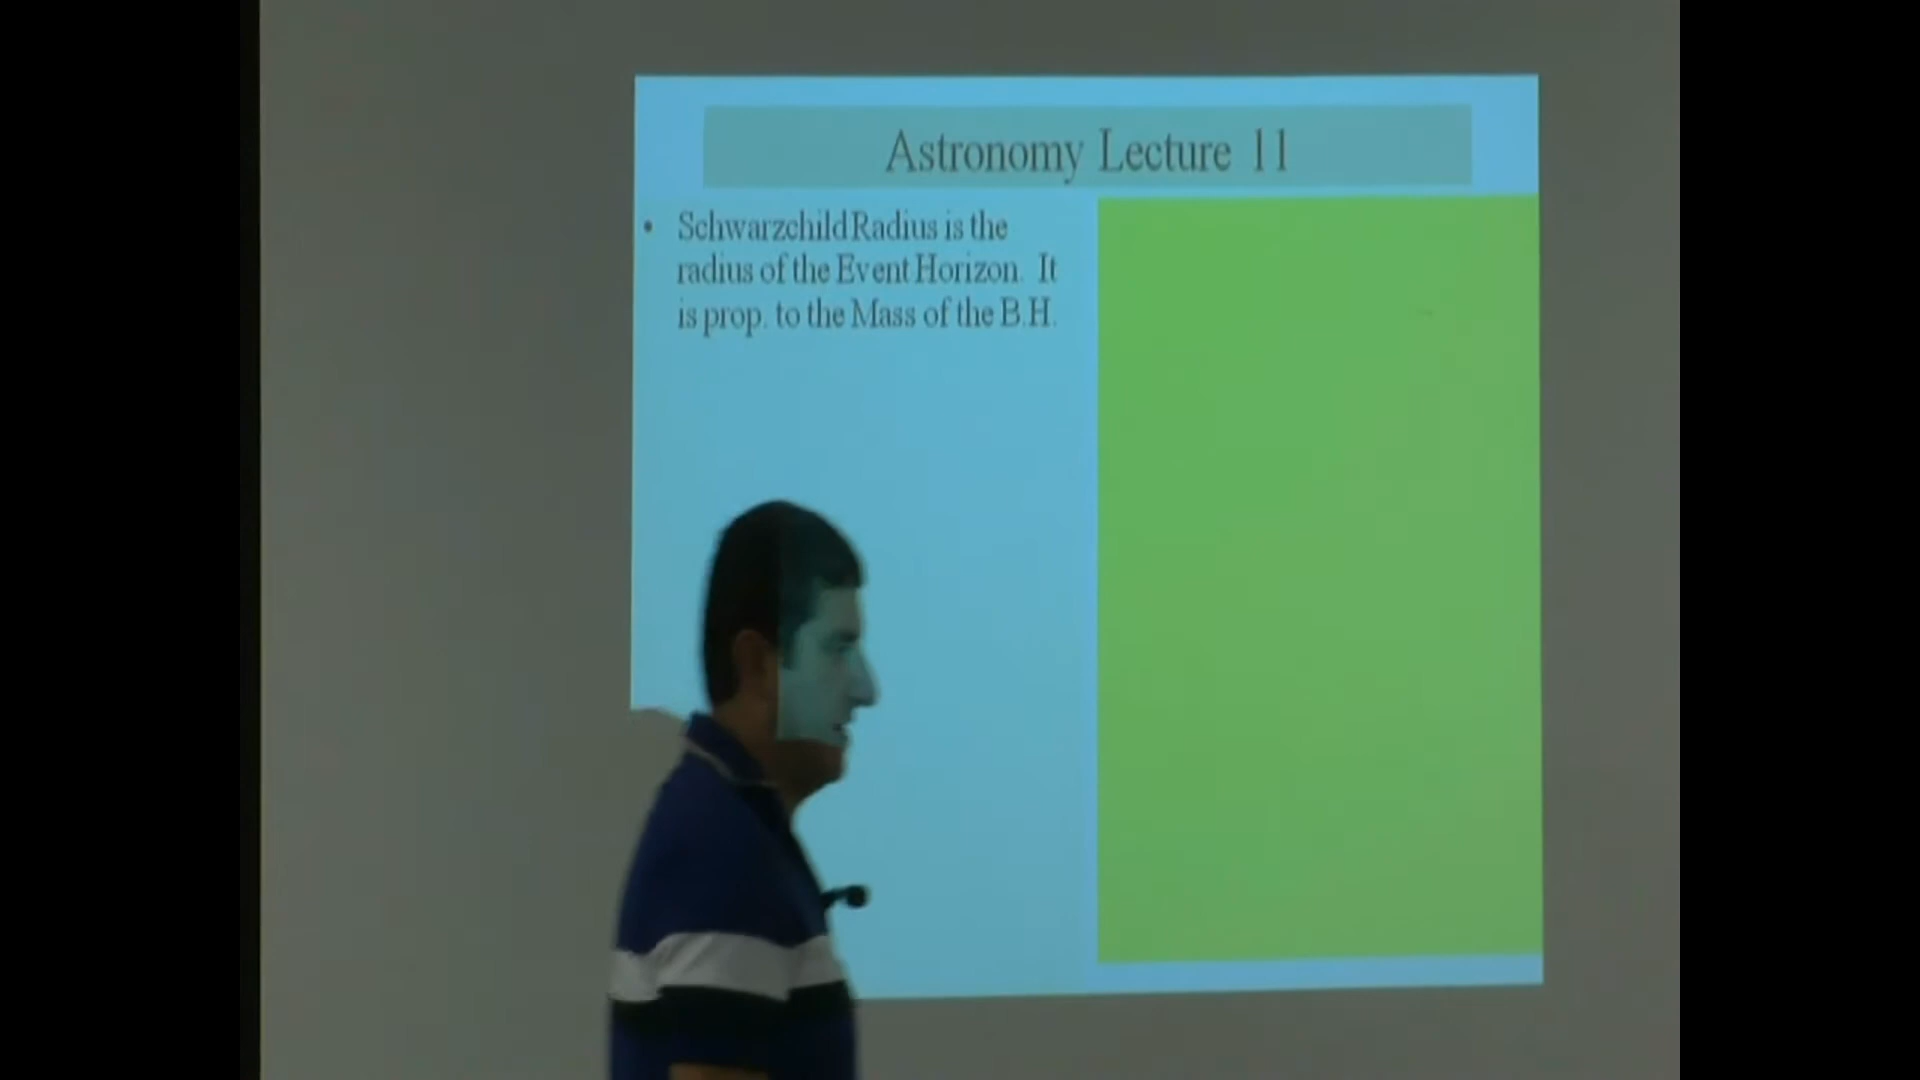 Astronomy Lecture 11
• Schwarzchild Radius is the
radius of the Event Horizon. It
is prop. to the Mass of the B.H.